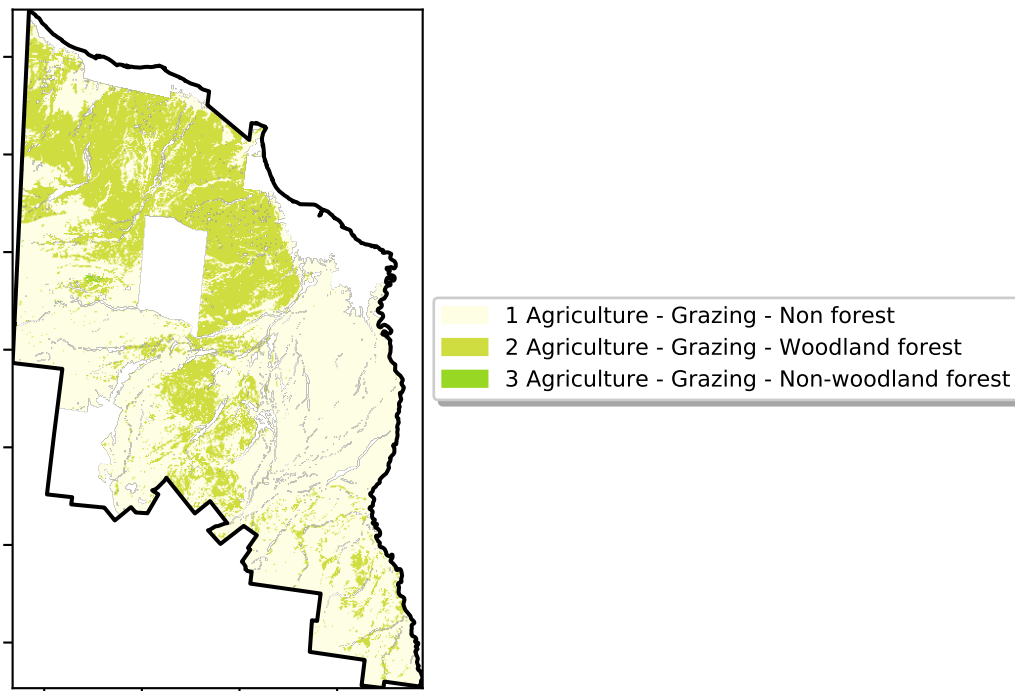 1 Agriculture - Grazing - Non forest
2 Agriculture - Grazing - Woodland forest
3 Agriculture - Grazing - Non-woodland forest